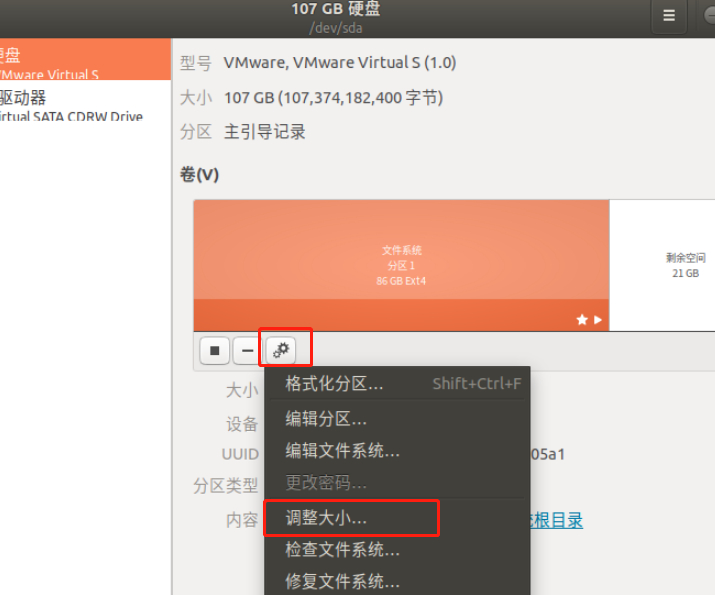 107 GB 硬盘
/dev/sda
硬盘
VMware Virtual S
驱动器
irtual SATA CDRW Drive
型号 VMware, VMware Virtual S (1.0)
大小 107 GB (107,374,182,400 字节)
分区 主引导记录
卷(V)
文件系统
分区 1
86 GB Ext4
剩余空间
21 GB
格式化分区... Shift+Ctrl+F
大小
编辑分区...
设备
编辑文件系统...
UUID
05a1
更改密码...
分区类型
调整大小...
内容
根目录
检查文件系统...
修复文件系统...